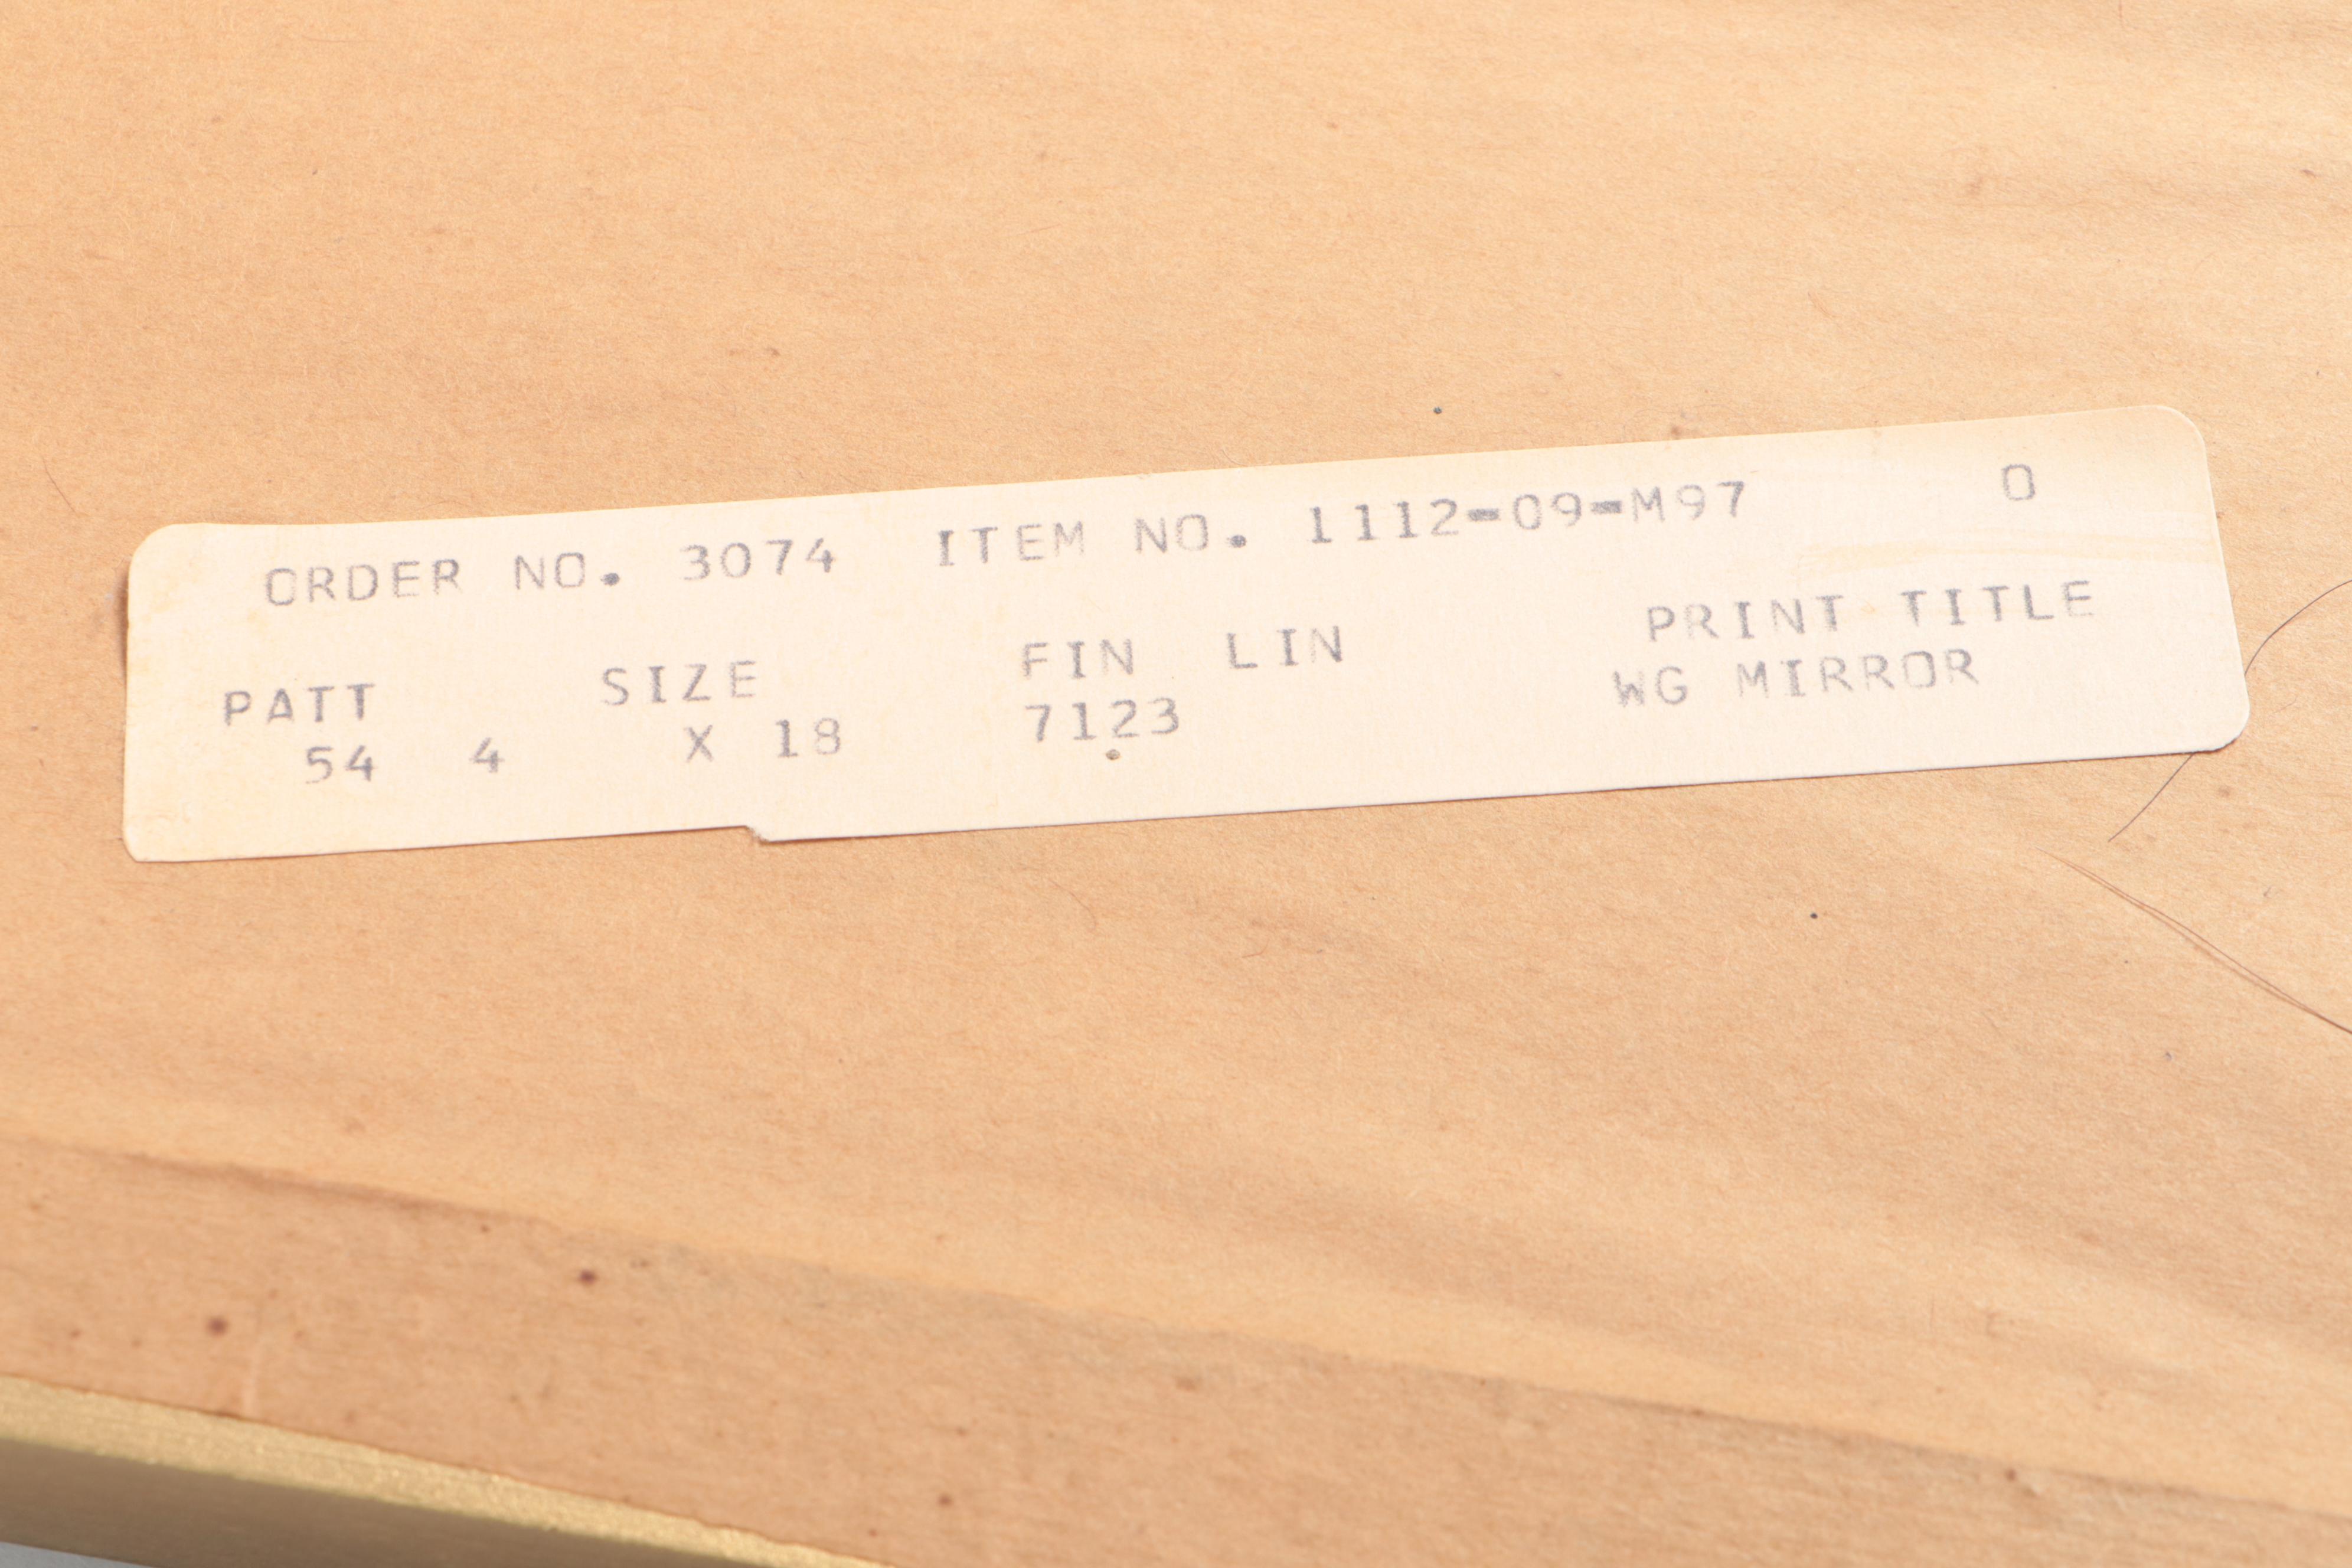 ORDER NO. 3074 ITEM NO. 1112-09-M97 0
PATT SIZE FIN LIN PRINT TITLE
54 4 X 18 7123 WG MIRROR